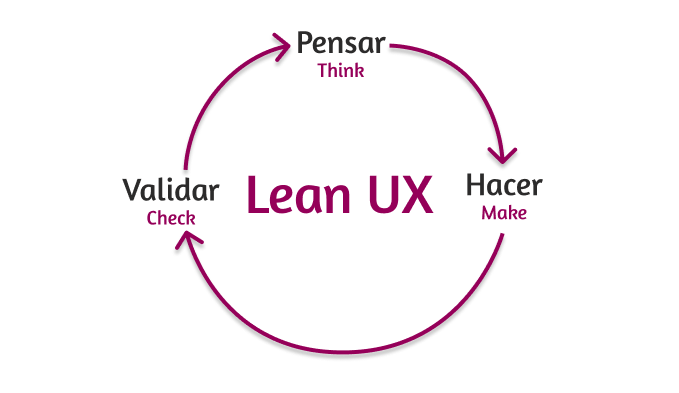 Pensar
Think
Validar
Check
Lean UX
Hacer
Make